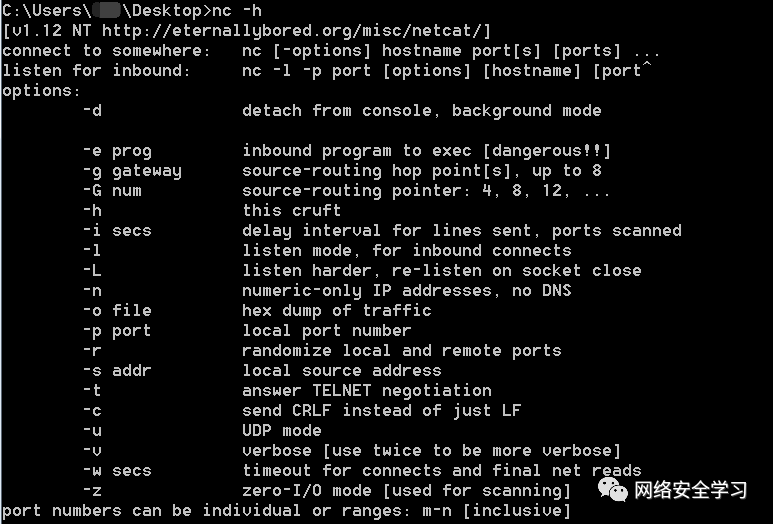 C:\Users\ \Desktop>nc -h
[v1.12 NT http://eternallybored.org/misc/netcat/]
connect to somewhere:   nc [-options] hostname port[s] [ports] ...
listen for inbound:     nc -l -p port [options] [hostname] [port^
options:
        -d              detach from console, background mode
        -e prog         inbound program to exec [dangerous!!]
        -g gateway      source-routing hop point[s], up to 8
        -G num          source-routing pointer: 4, 8, 12, ...
        -h              this cruft
        -i secs         delay interval for lines sent, ports scanned
        -l              listen mode, for inbound connects
        -L              listen harder, re-listen on socket close
        -n              numeric-only IP addresses, no DNS
        -o file         hex dump of traffic
        -p port         local port number
        -r              randomize local and remote ports
        -s addr         local source address
        -t              answer TELNET negotiation
        -c              send CRLF instead of just LF
        -u              UDP mode
        -v              verbose [use twice to be more verbose]
        -w secs         timeout for connects and final net reads
        -z              zero-I/O mode [used for scanning]
网络安全学习
port numbers can be individual or ranges: m-n [inclusive]